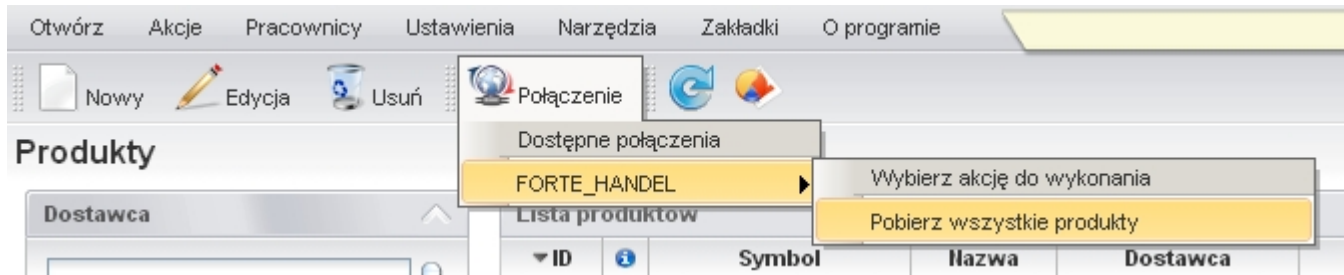 Otwórz Akcje Pracownicy Ustawienia Narzędzia Zakładki O programie
Nowy Edycja Usuń Połączenie
Dostępne połączenia
Produkty
Wybierz akcję do wykonania
FORTE_HANDEL
Dostawca
Lista produktów
Pobierz wszystkie produkty
ID Symbol Nazwa Dostawca